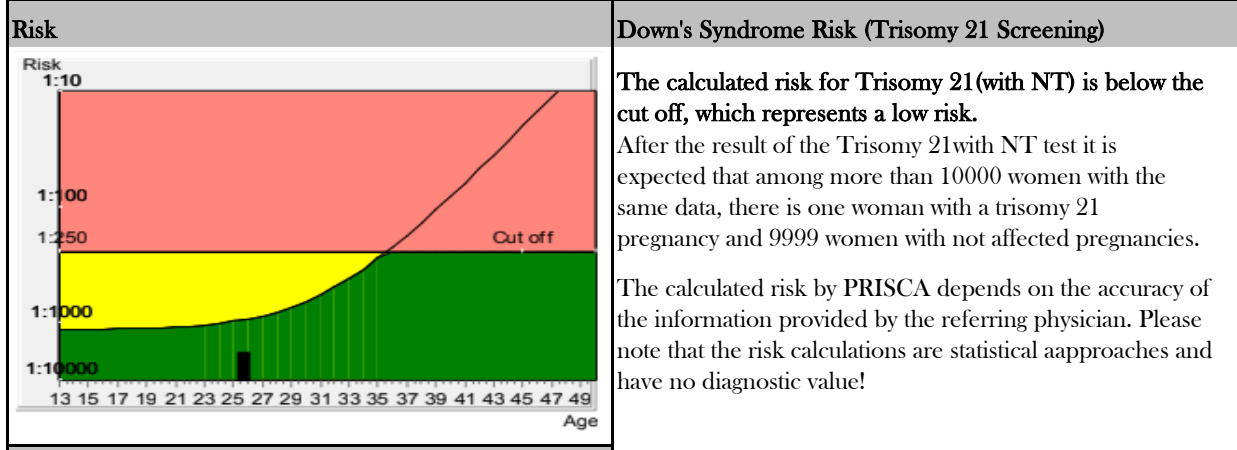 Risk
Down's Syndrome Risk (Trisomy 21 Screening)
Risk
1:10
1:100
1:250
Cut off
1:1000
1:10000
13 15 17 19 21 23 25 27 29 31 33 35 37 39 41 43 45 47 49
Age
The calculated risk for Trisomy 21(with NT) is below the
cut off, which represents a low risk.
After the result of the Trisomy 21with NT test it is
expected that among more than 10000 women with the
same data, there is one woman with a trisomy 21
pregnancy and 9999 women with not affected pregnancies.
The calculated risk by PRISCA depends on the accuracy of
the information provided by the referring physician. Please
note that the risk calculations are statistical aapproaches and
have no diagnostic value!